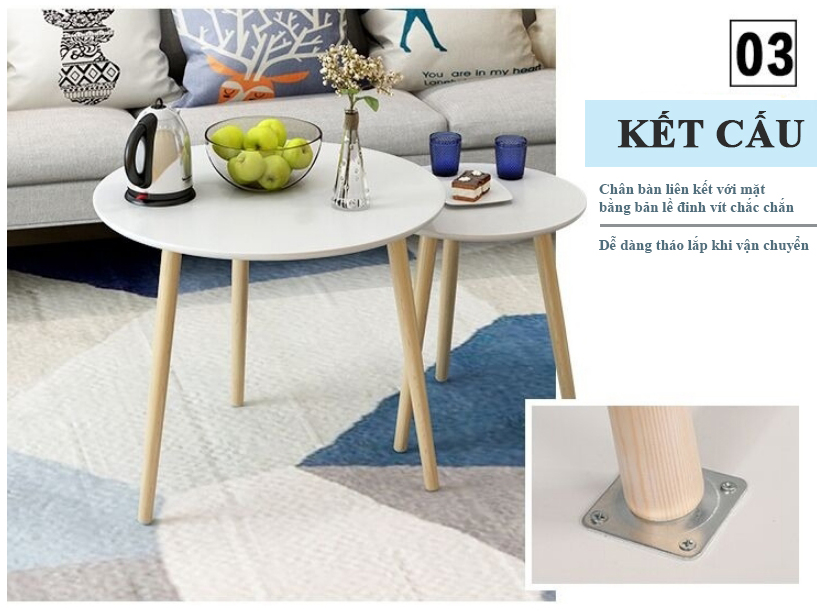 03
KẾT CẤU
Chân bàn liên kết với mặt
bằng bản lề đinh vít chắc chắn
Dễ dàng tháo lắp khi vận chuyển
You are in my heart